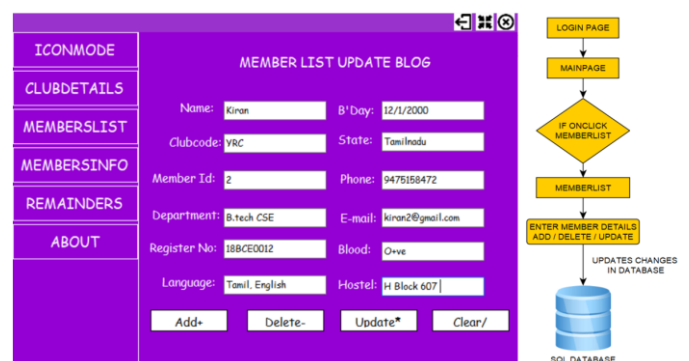 ICONMODE
CLUBDETAILS
MEMBERSLIST
MEMBERSINFO
REMAINDERS
ABOUT
MEMBER LIST UPDATE BLOG
Name: Kiran B'Day: 12/1/2000
Clubcode: YRC State: Tamilnadu
Member Id: 2 Phone: 9475158472
Department: B.tech CSE E-mail: kiran2@gmail.com
Register No: 18BCE0012 Blood: O+ve
Language: Tamil, English Hostel: H Block 607
Add+ Delete- Update* Clear/
LOGIN PAGE
MAINPAGE
IF ONCLICK
MEMBERLIST
MEMBERLIST
ENTER MEMBER DETAILS
ADD / DELETE / UPDATE
UPDATES CHANGES
IN DATABASE
SQL DATABASE